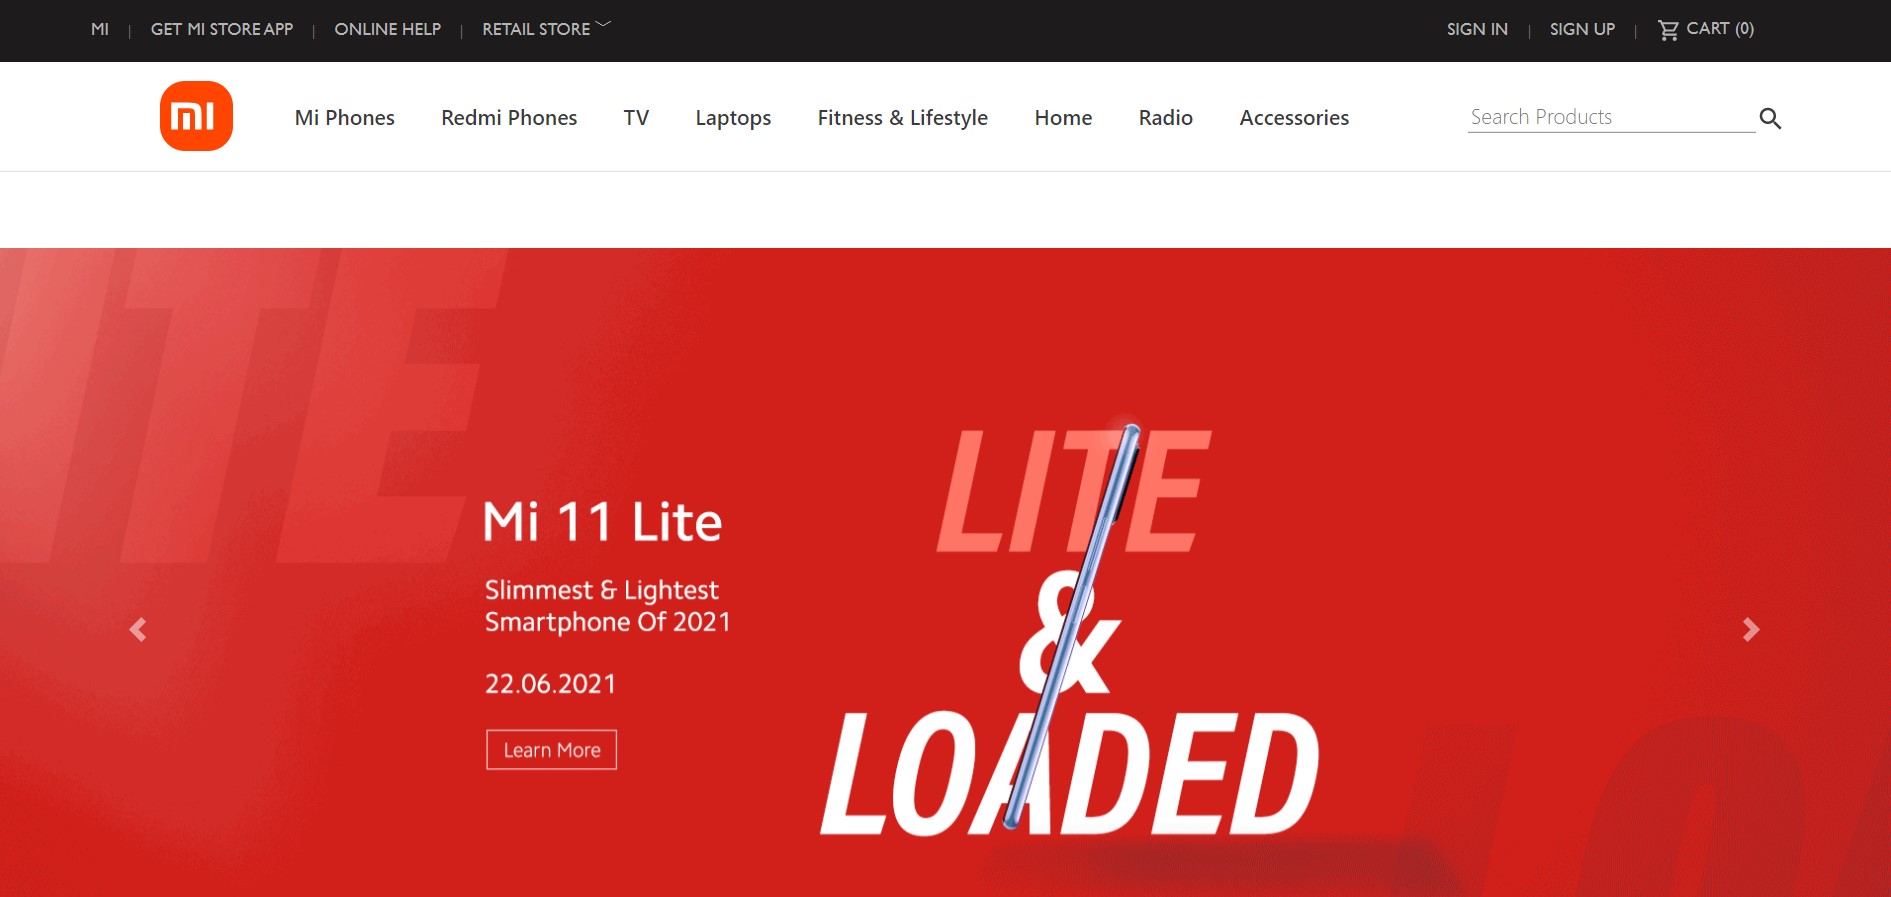 MI | GET MI STORE APP | ONLINE HELP | RETAIL STORE
SIGN IN | SIGN UP | CART (0)
mi
Mi Phones Redmi Phones TV Laptops Fitness & Lifestyle Home Radio Accessories
Search Products
ITE
LITE
&
LOADED
Mi 11 Lite
Slimmest & Lightest
Smartphone Of 2021
22.06.2021
Learn More
LO